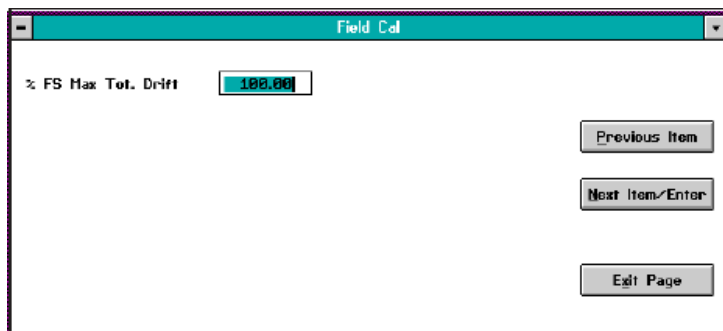 Field Cal
% FS Max Tot. Drift 100.00
Previous Item
Next Item/Enter
Exit Page